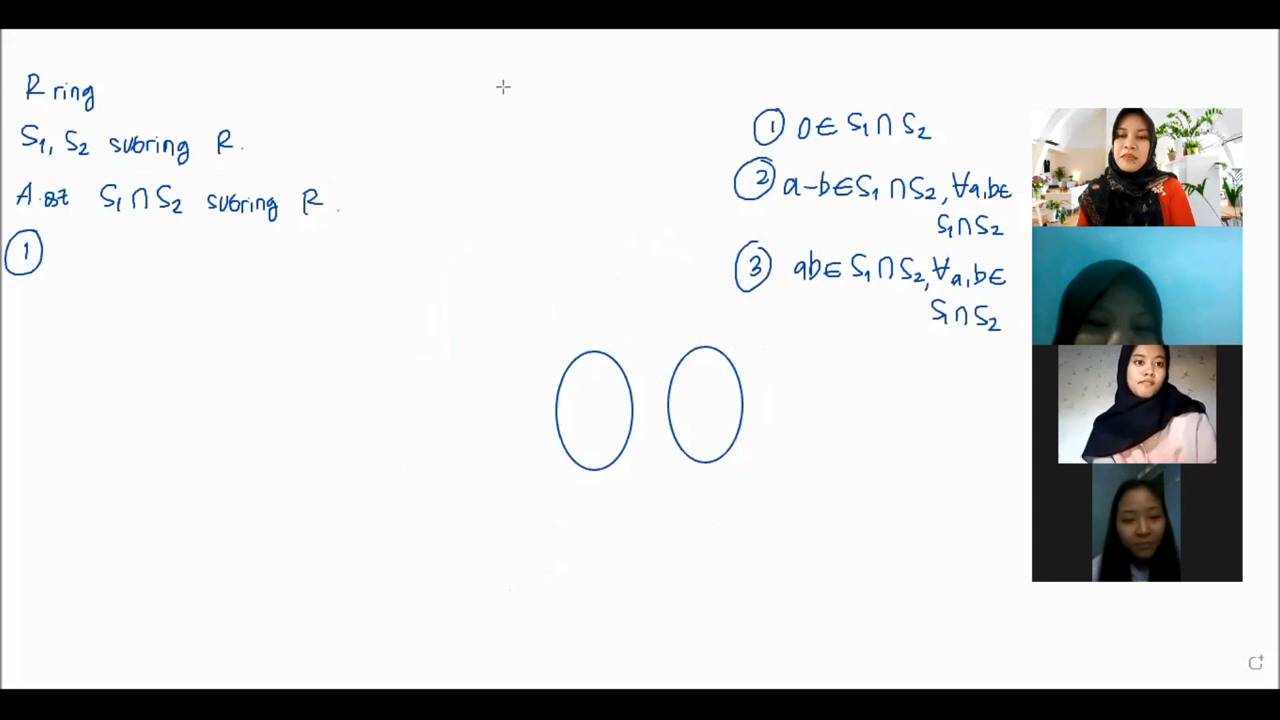 R ring
S₁, S₂ subring R.
S₁ ∩ S₂ subring R.
①
① 0 ∈ S₁ ∩ S₂
② a-b ∈ S₁ ∩ S₂, ∀a,b ∈
S₁ ∩ S₂
③ ab ∈ S₁ ∩ S₂, ∀a,b ∈
S₁ ∩ S₂